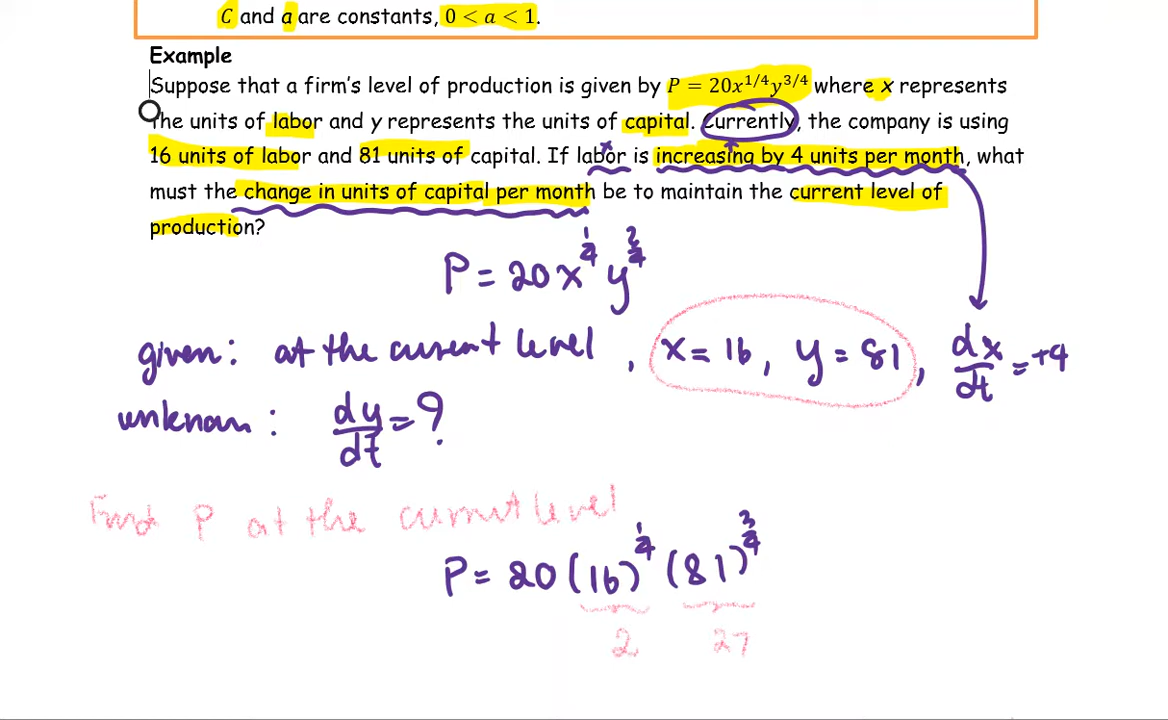 C and a are constants, 0 < a < 1.
Example
Suppose that a firm's level of production is given by P = 20x^{1/4}y^{3/4} where x represents
the units of labor and y represents the units of capital. Currently, the company is using
16 units of labor and 81 units of capital. If labor is increasing by 4 units per month, what
must the change in units of capital per month be to maintain the current level of
production?
P = 20x^{1/4} y^{3/4}
given: at the current level, x = 16, y = 81, dx/dt = +4
unknown: dy/dt = ?
Find P at the current level
P = 20 (16)^{1/4} (81)^{3/4}
2 27